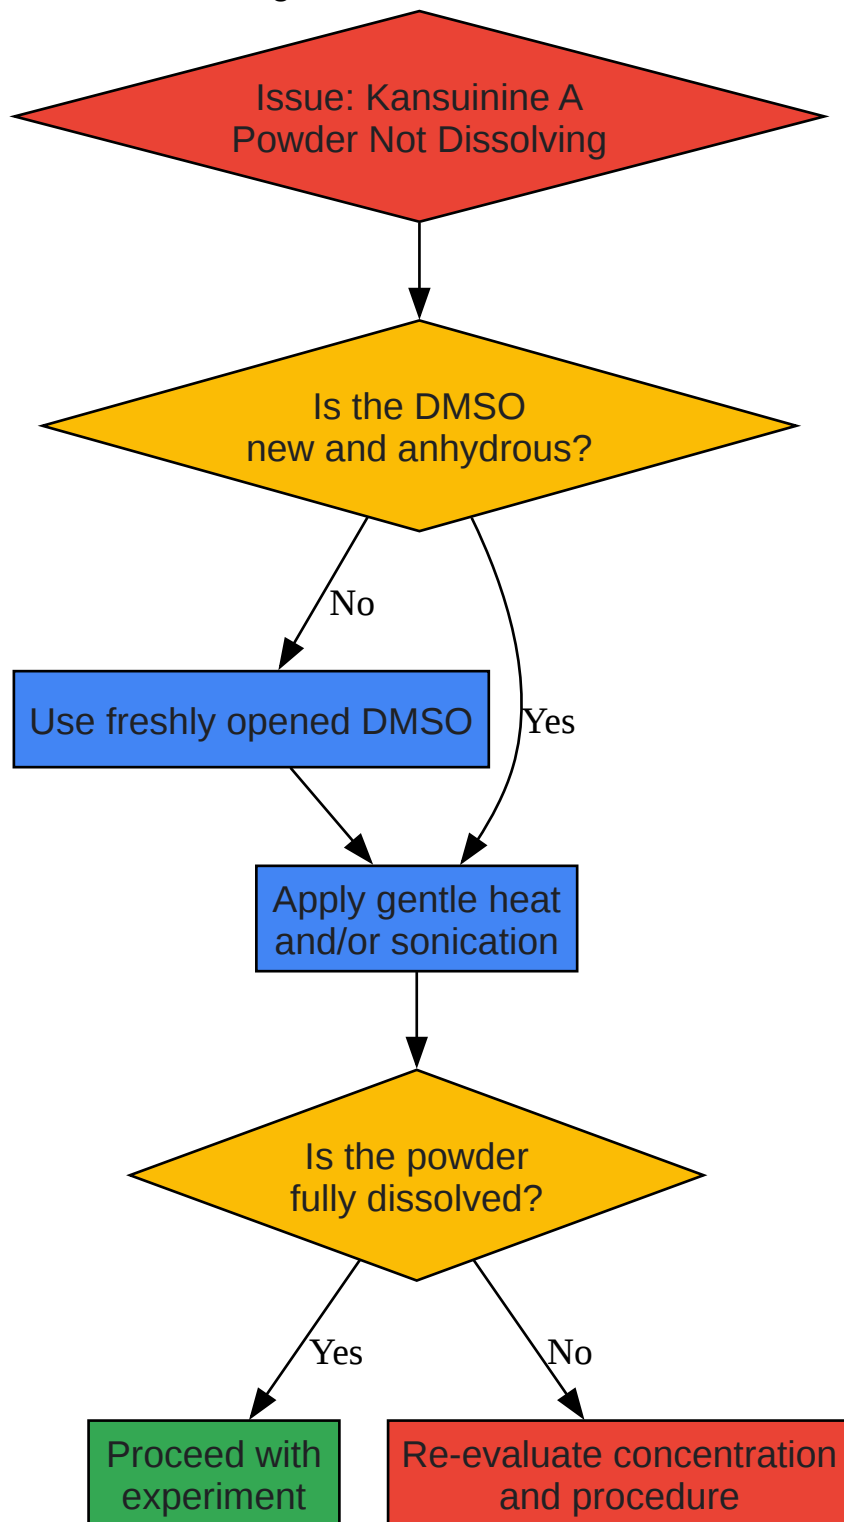 Issue: Kansuinine A
Powder Not Dissolving
Is the DMSO
new and anhydrous?
No
Yes
Use freshly opened DMSO
Apply gentle heat
and/or sonication
Is the powder
fully dissolved?
Yes
No
Proceed with
experiment
Re-evaluate concentration
and procedure